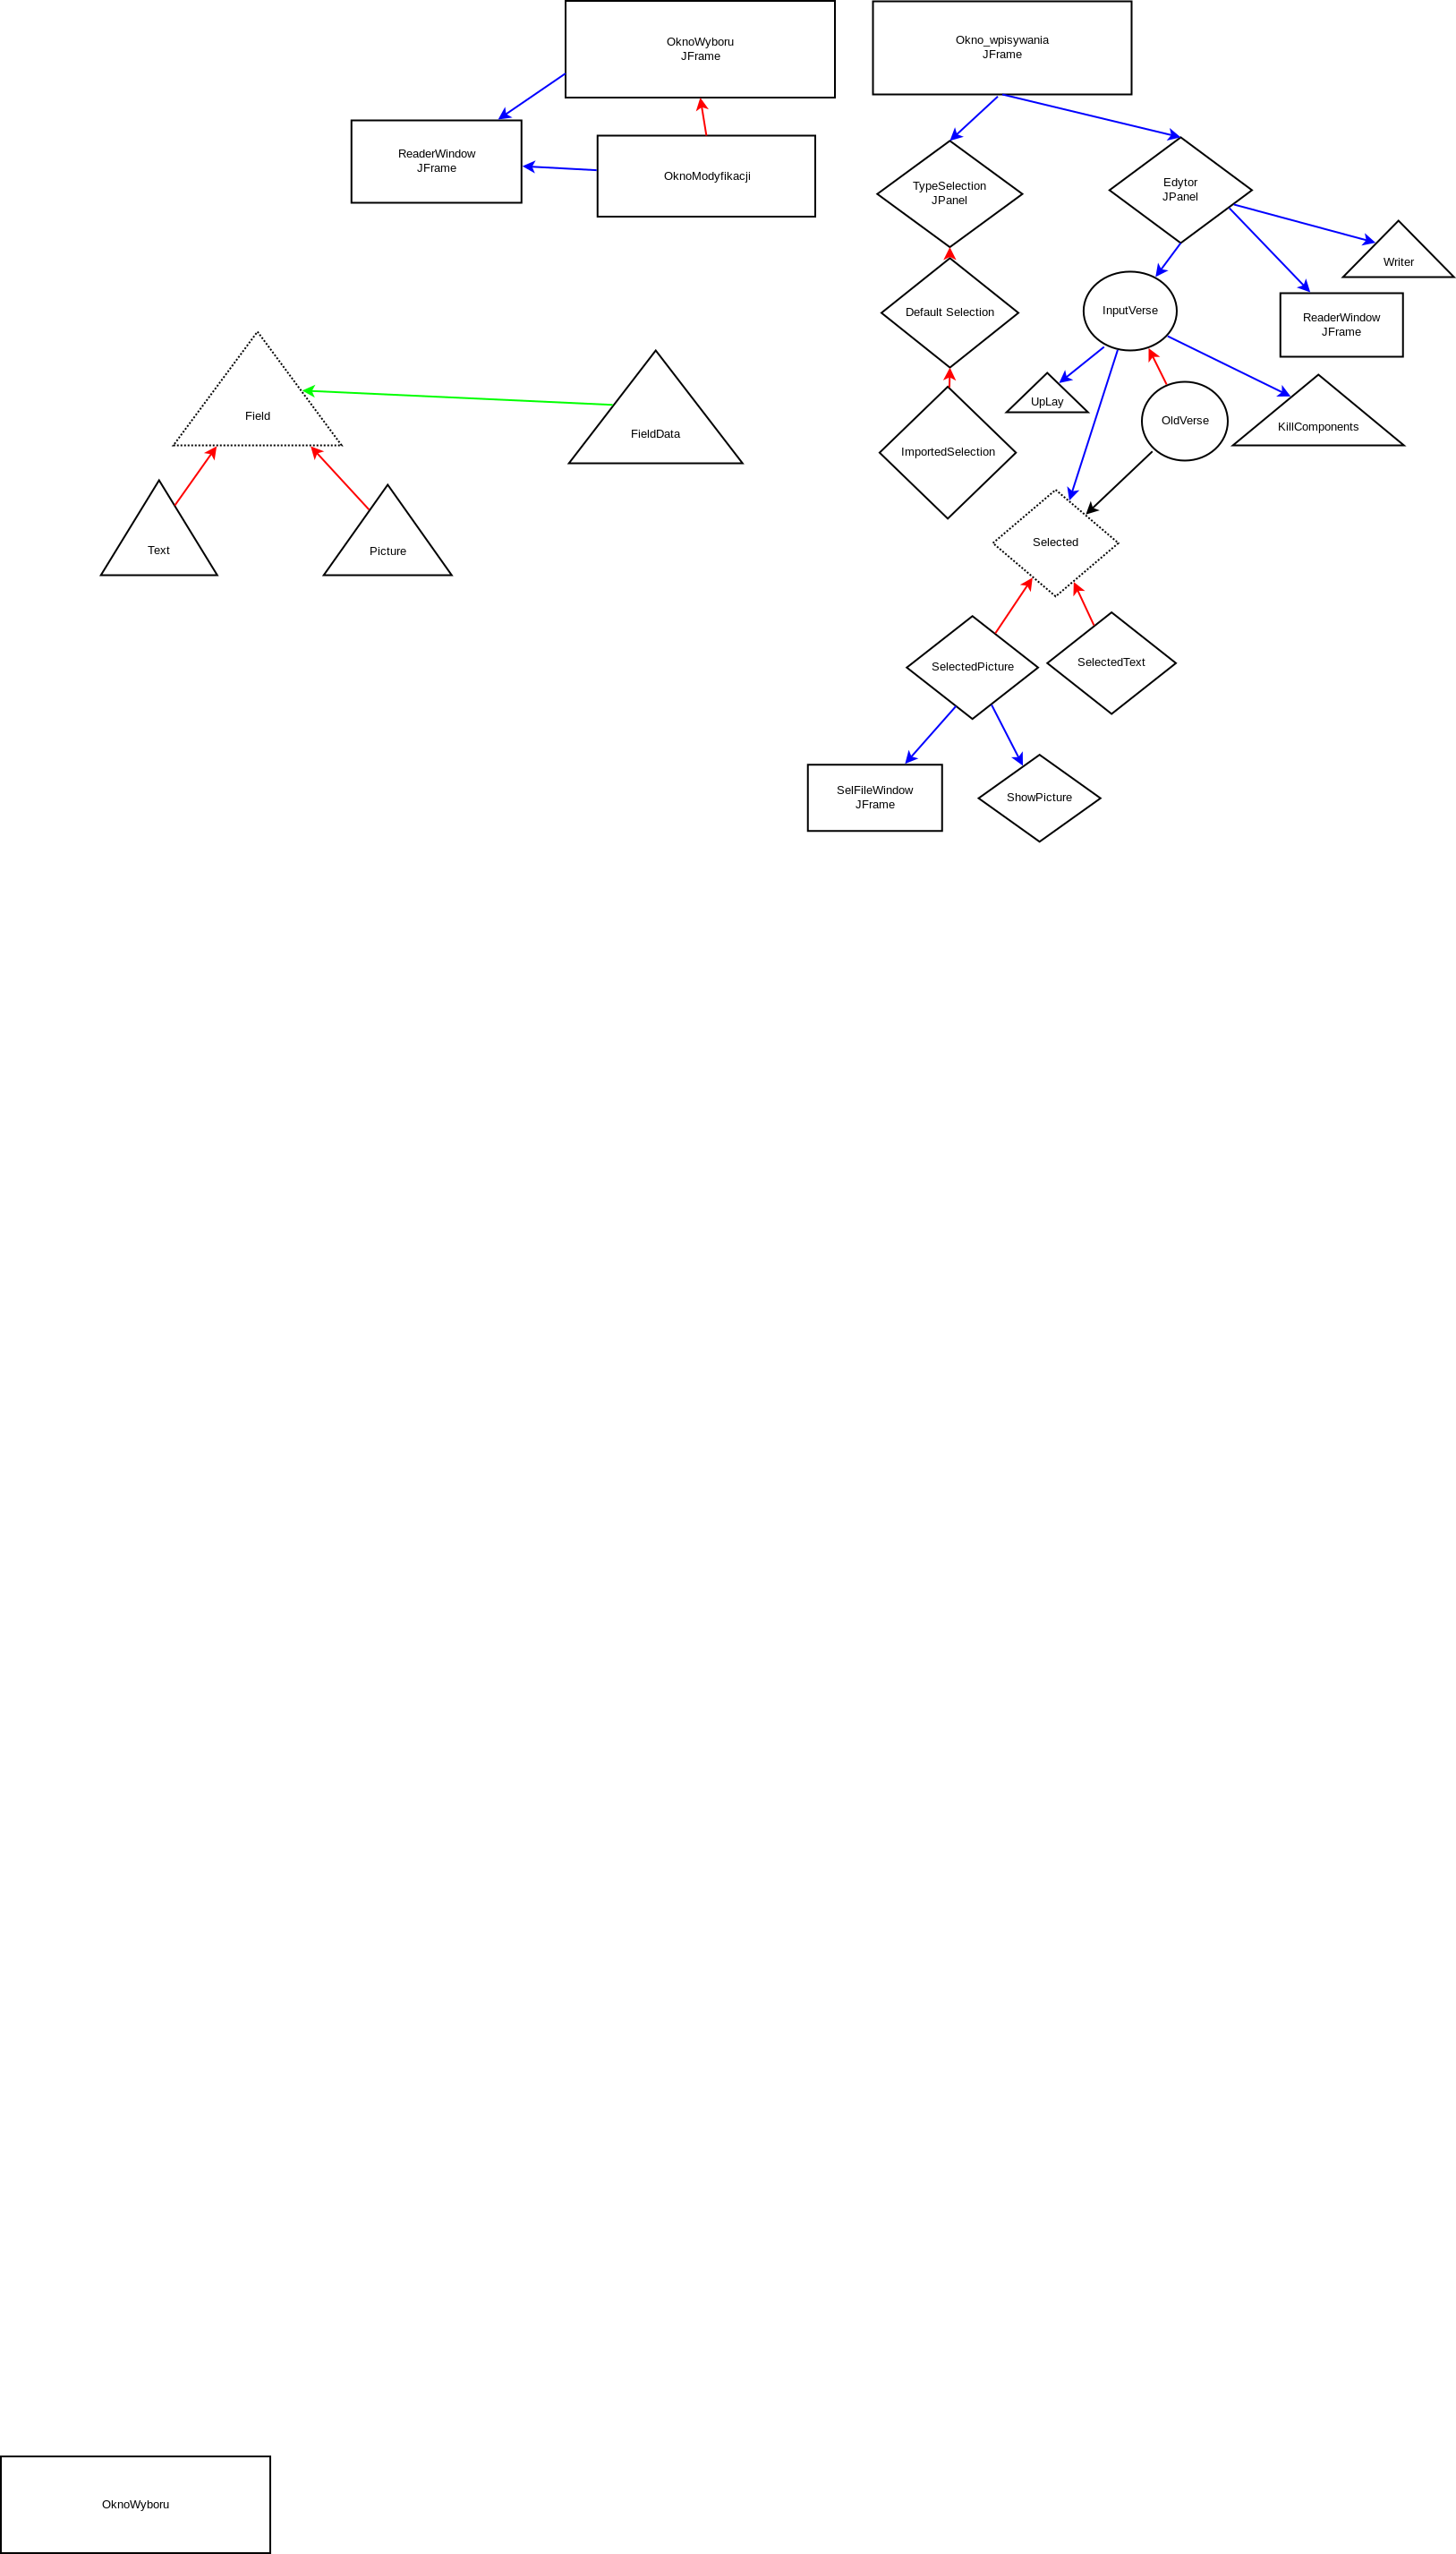 OknoWyboru
JFrame
Okno_wpisywania
JFrame
ReaderWindow
JFrame
OknoModyfikacji
TypeSelection
JPanel
Edytor
JPanel
Writer
Default Selection
InputVerse
ReaderWindow
JFrame
Field
FieldData
UpLay
OldVerse
KillComponents
ImportedSelection
Text
Picture
Selected
SelectedPicture
SelectedText
SelFileWindow
JFrame
ShowPicture
OknoWyboru